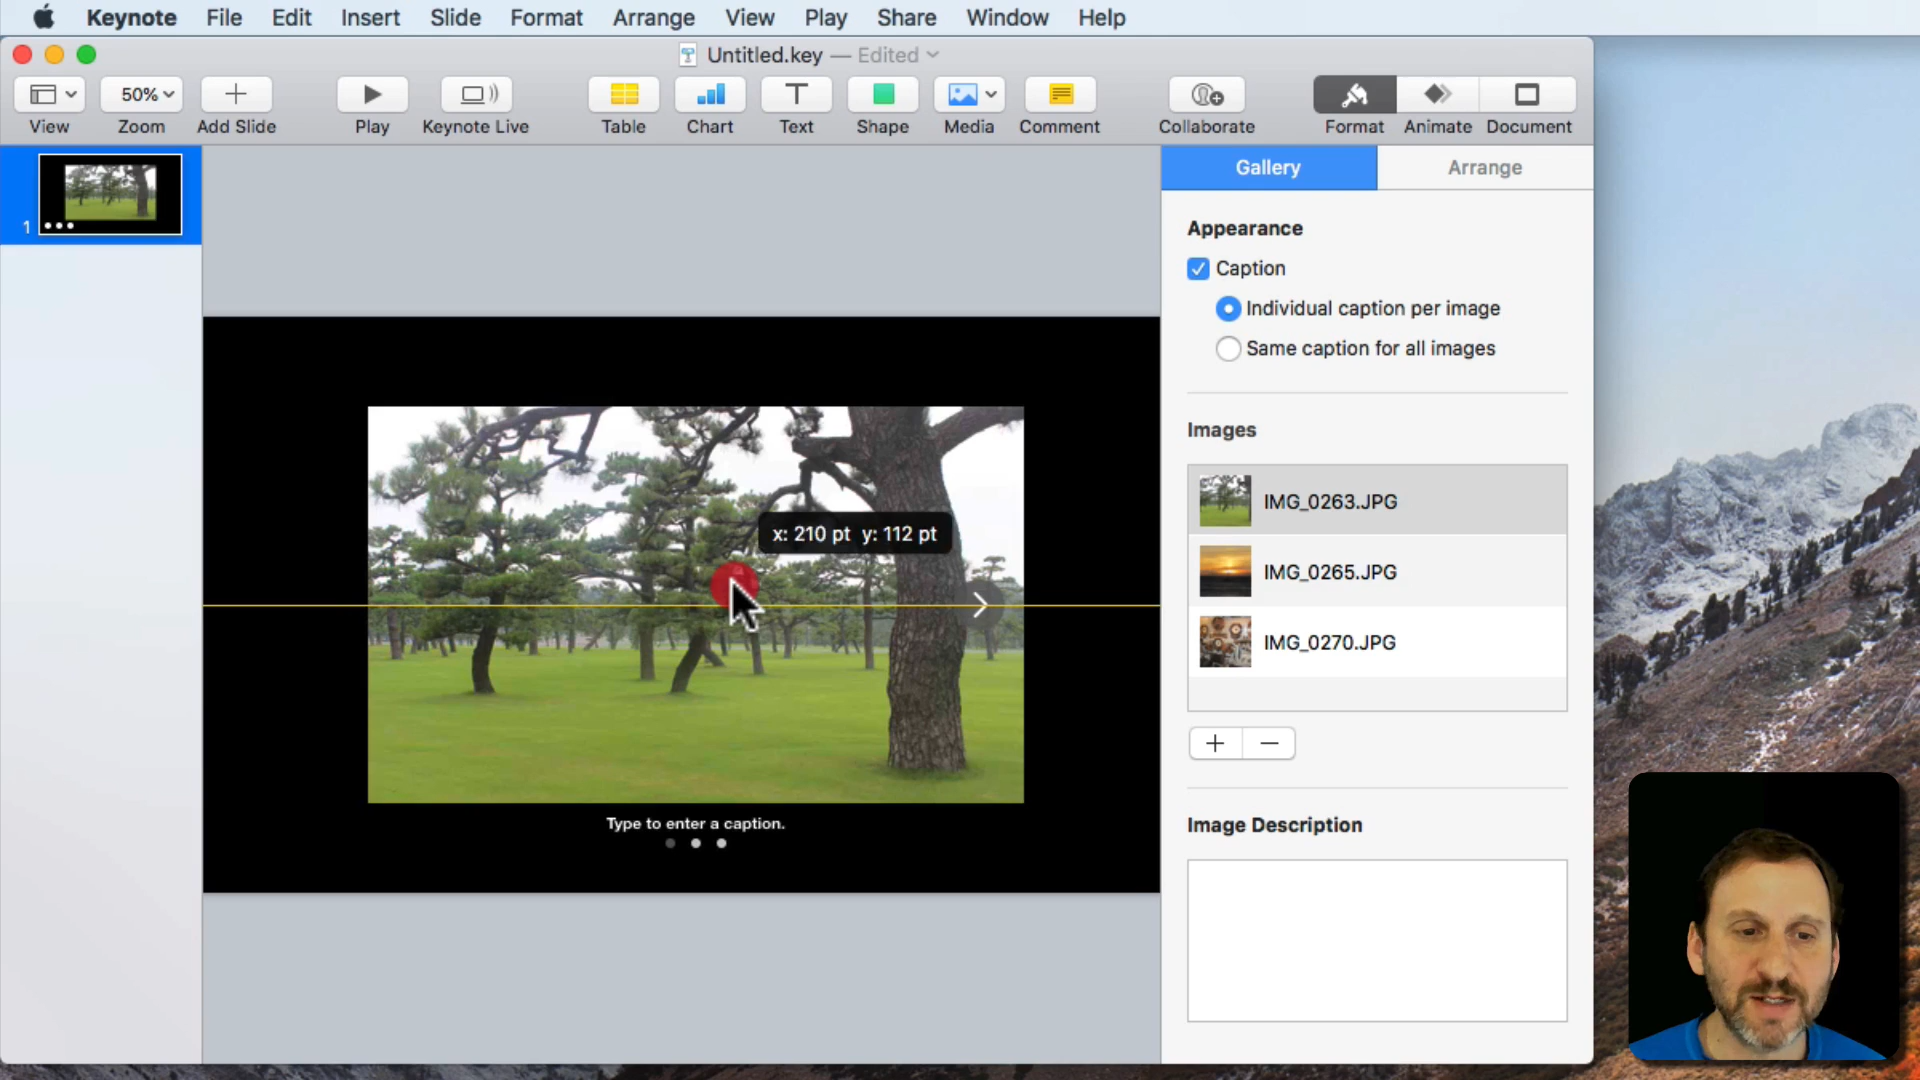 Keynote File Edit Insert Slide Format Arrange View Play Share Window Help
Untitled.key — Edited
50%
View Zoom Add Slide Play Keynote Live Table Chart Text Shape Media Comment Collaborate Format Animate Document
1
Gallery Arrange
Appearance
Caption
Individual caption per image
Same caption for all images
Images
IMG_0263.JPG
x: 210 pt y: 112 pt
IMG_0265.JPG
IMG_0270.JPG
Type to enter a caption.
Image Description